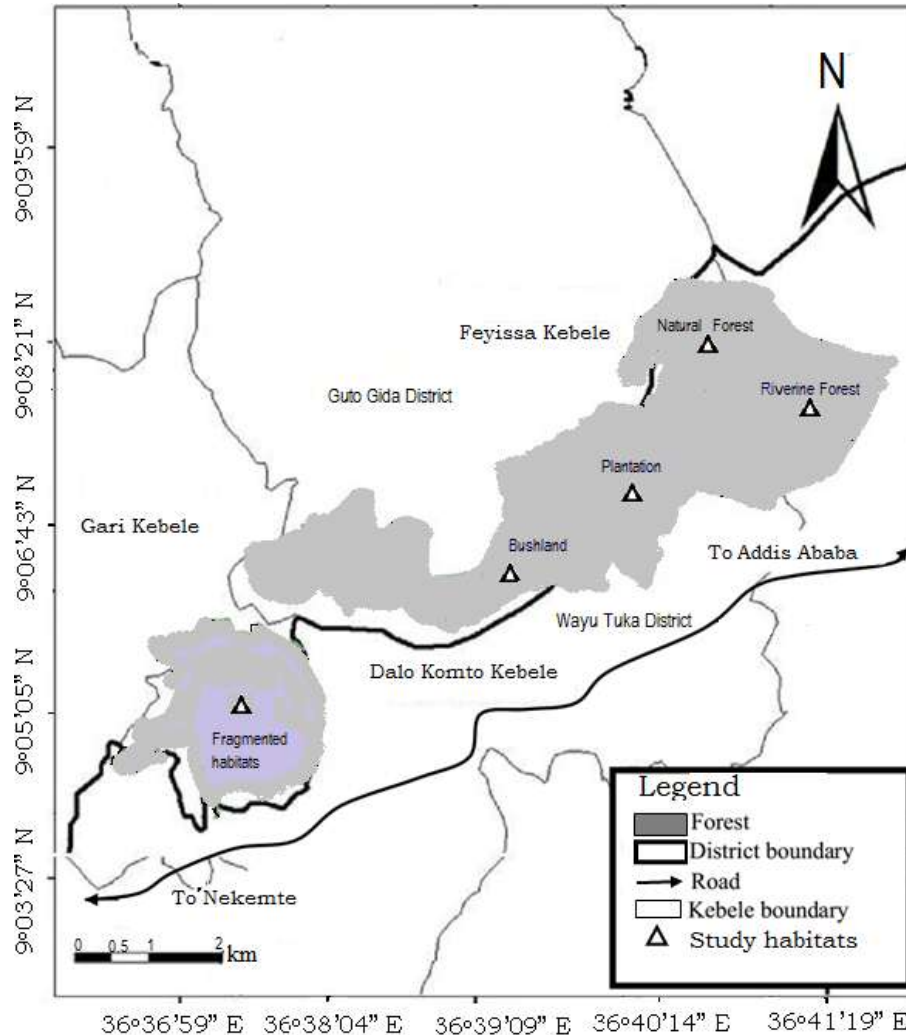 N
9°09'59" N
9°08'21" N
9°06'43" N
9°05'05" N
9°03'27" N
Feyissa Kebele
Natural Forest
Guto Gida District
Riverine Forest
Plantation
Gari Kebele
Bushland
To Addis Ababa
Wayu Tuka District
Dalo Komto Kebele
Fragmented
habitats
To Nekemte
0 0.5 1 2
km
Legend
Forest
District boundary
Road
Kebele boundary
Study habitats
36°36'59" E 36°38'04" E 36°39'09" E 36°40'14" E 36°41'19" E